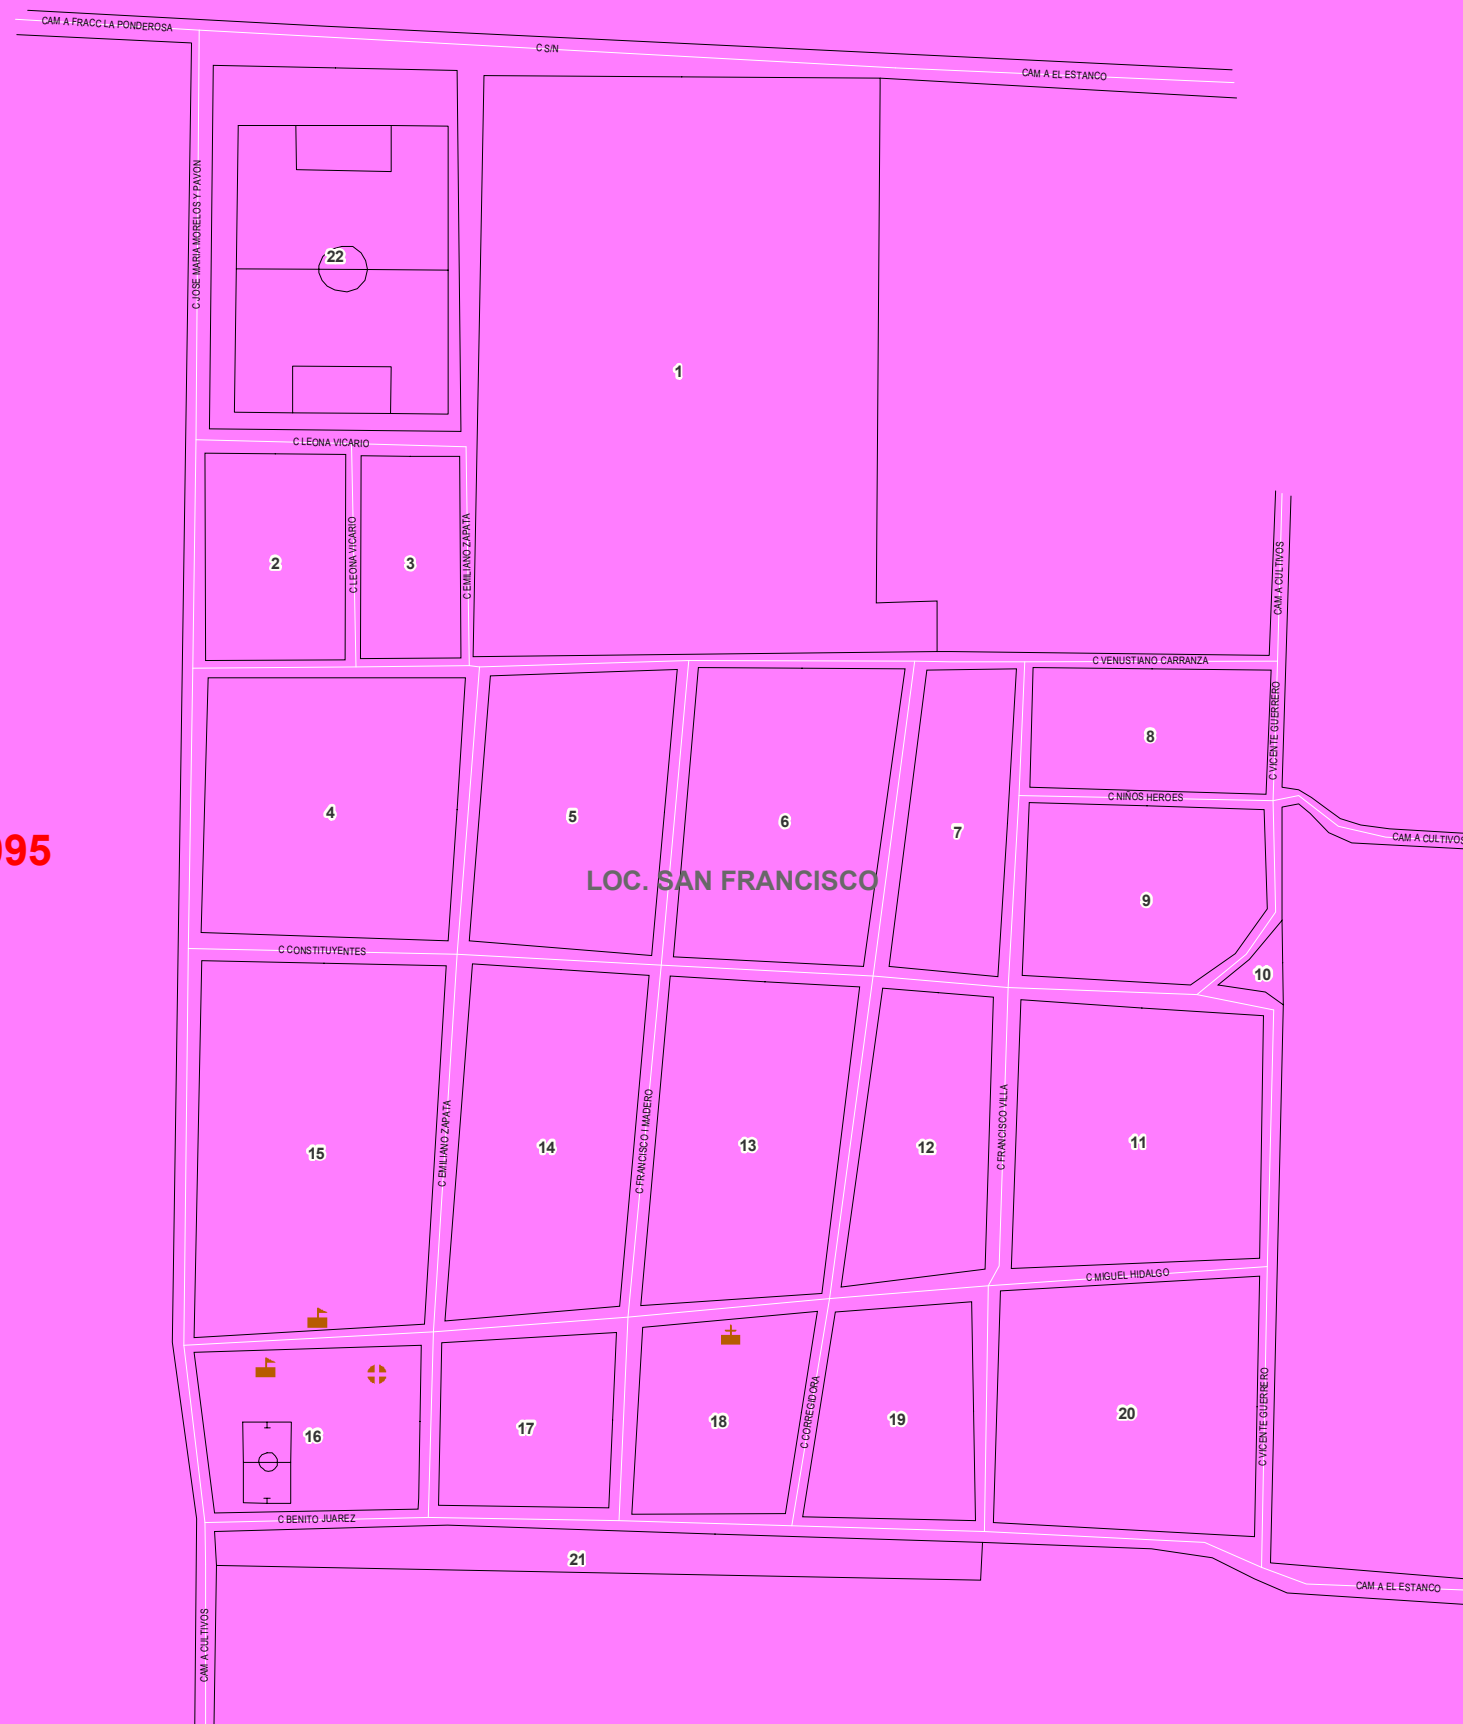 CAM A FRACC LA PONDEROSA
C S/N
CAM A EL ESTANCO
C JOSE MARIA MORELOS Y PAVON
22
1
C LEONA VICARIO
2
C LEONA VICARIO
3
C EMILIANO ZAPATA
CAM A CULTIVOS
C VENUSTIANO CARRANZA
C VICENTE GUERRERO
8
4
5
6
7
C NIÑOS HEROES
CAM A CULTIVOS
995
LOC. SAN FRANCISCO
9
C CONSTITUYENTES
10
15
C EMILIANO ZAPATA
14
C FRANCISCO I MADERO
13
12
C FRANCISCO VILLA
11
C MIGUEL HIDALGO
16
17
18
C CORREGIDORA
19
20
C VICENTE GUERRERO
C BENITO JUAREZ
21
CAM A EL ESTANCO
CAM A CULTIVOS